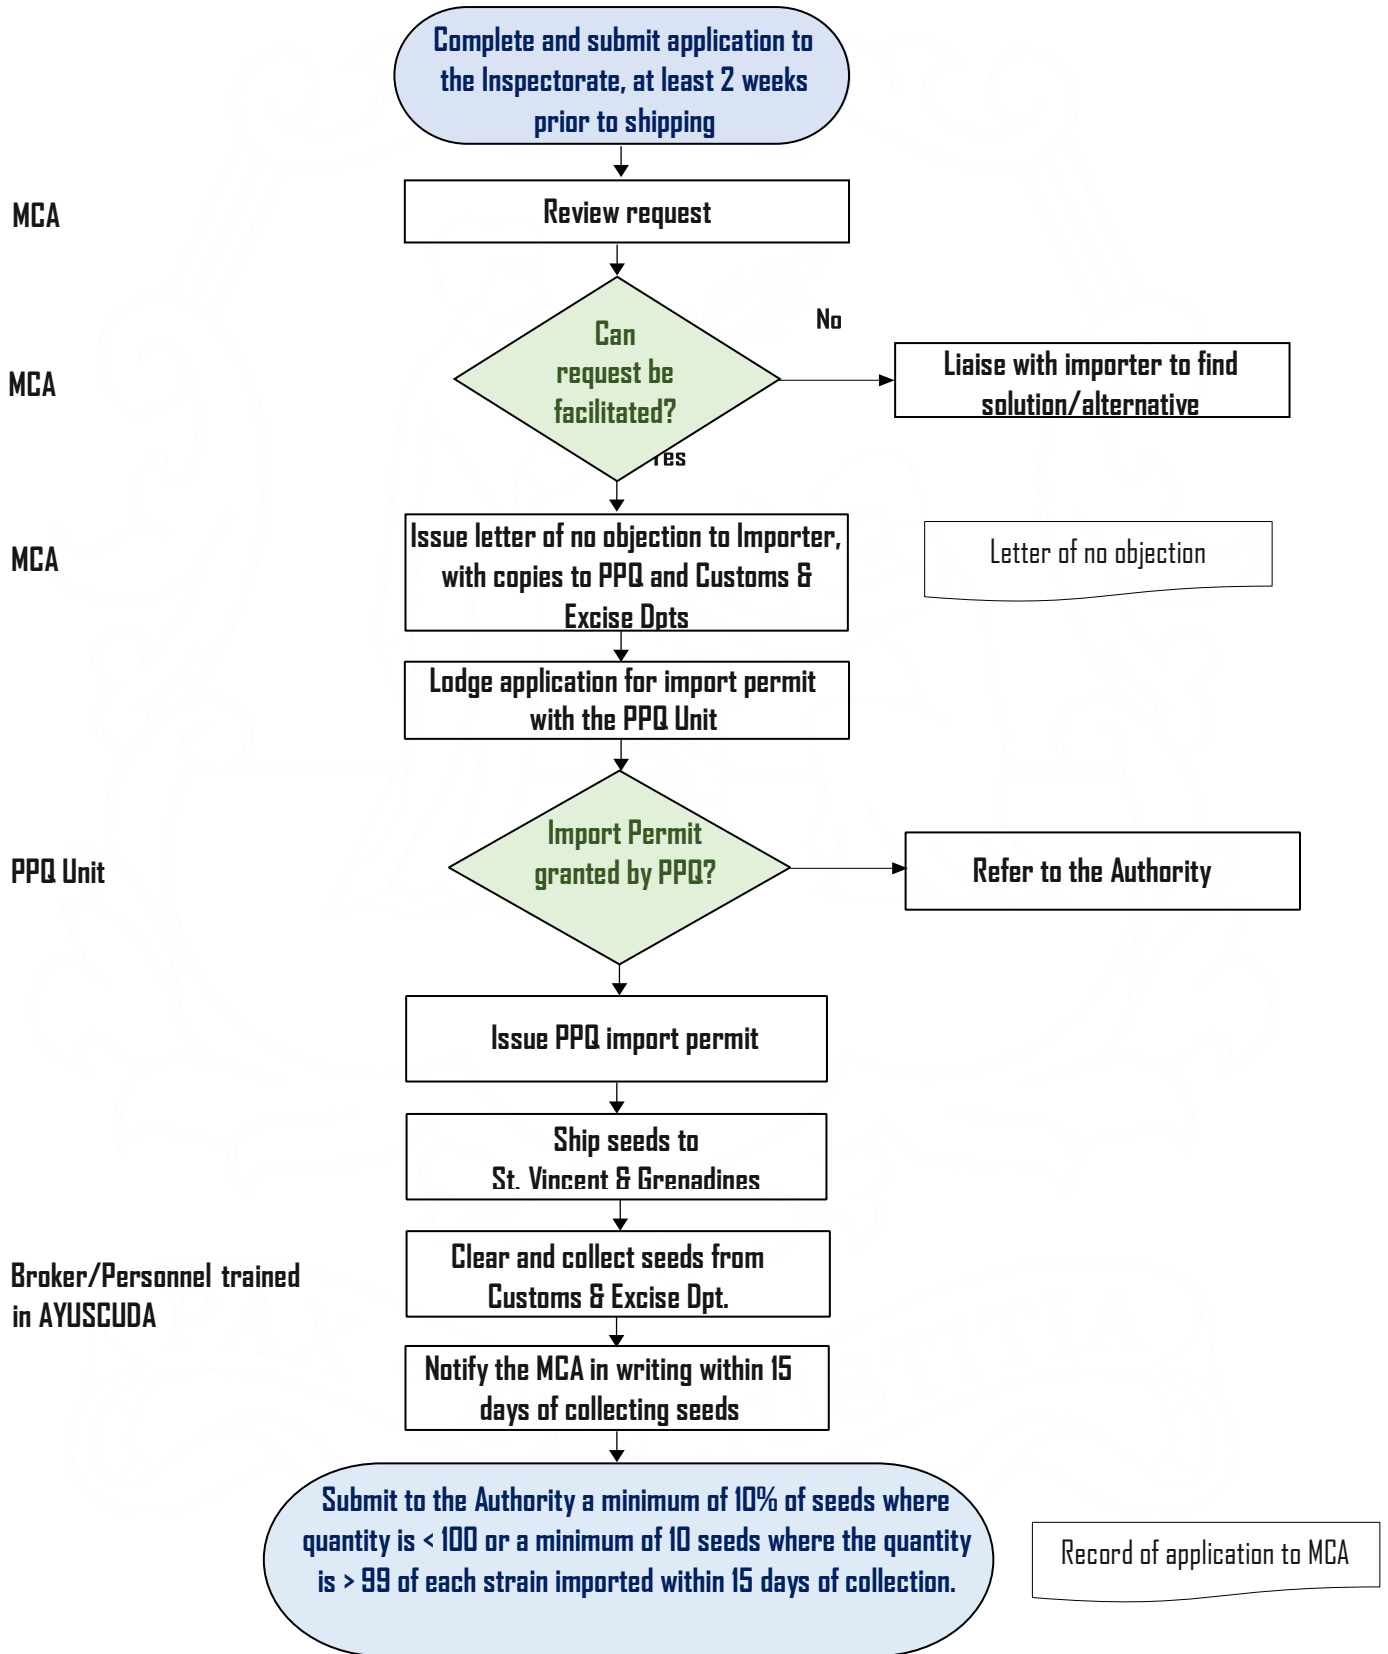 Complete and submit application to
the Inspectorate, at least 2 weeks
prior to shipping
MCA
Review request
No
Can
request be
facilitated?
MCA
Liaise with importer to find
solution/alternative
Yes
Issue letter of no objection to Importer,
with copies to PPQ and Customs &
Excise Dpts
MCA
Letter of no objection
Lodge application for import permit
with the PPQ Unit
Import Permit
granted by PPQ?
PPQ Unit
Refer to the Authority
Issue PPQ import permit
Ship seeds to
St. Vincent & Grenadines
Clear and collect seeds from
Customs & Excise Dpt.
Broker/Personnel trained
in AYUSCUDA
PAX
JUSTITIA
Notify the MCA in writing within 15
days of collecting seeds
Submit to the Authority a minimum of 10% of seeds where
quantity is < 100 or a minimum of 10 seeds where the quantity
is > 99 of each strain imported within 15 days of collection.
Record of application to MCA